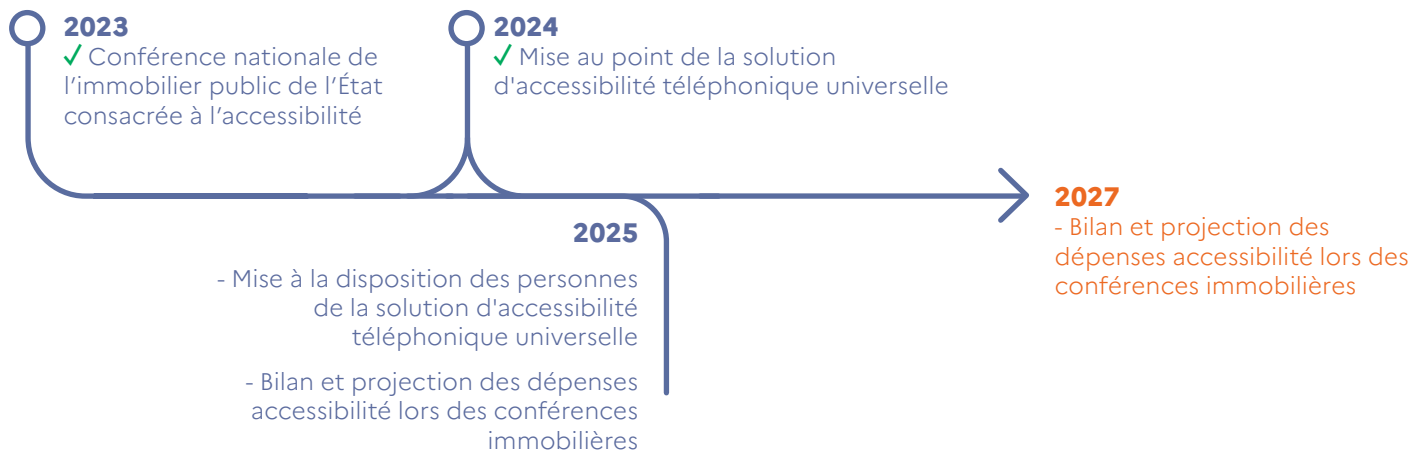 2023
✓ Conférence nationale de
l’immobilier public de l’État
consacrée à l’accessibilité
2024
✓ Mise au point de la solution
d'accessibilité téléphonique universelle
2025
- Mise à la disposition des personnes
de la solution d'accessibilité
téléphonique universelle
- Bilan et projection des dépenses
accessibilité lors des conférences
immobilières
2027
- Bilan et projection des
dépenses accessibilité lors des
conférences immobilières